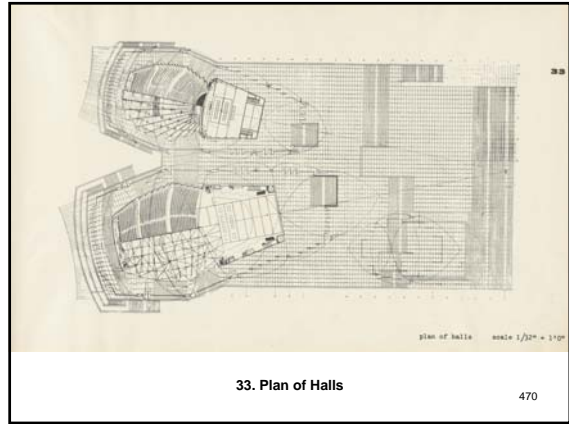 33
plan of halls    scale 1/32" = 1'0"
33. Plan of Halls
470